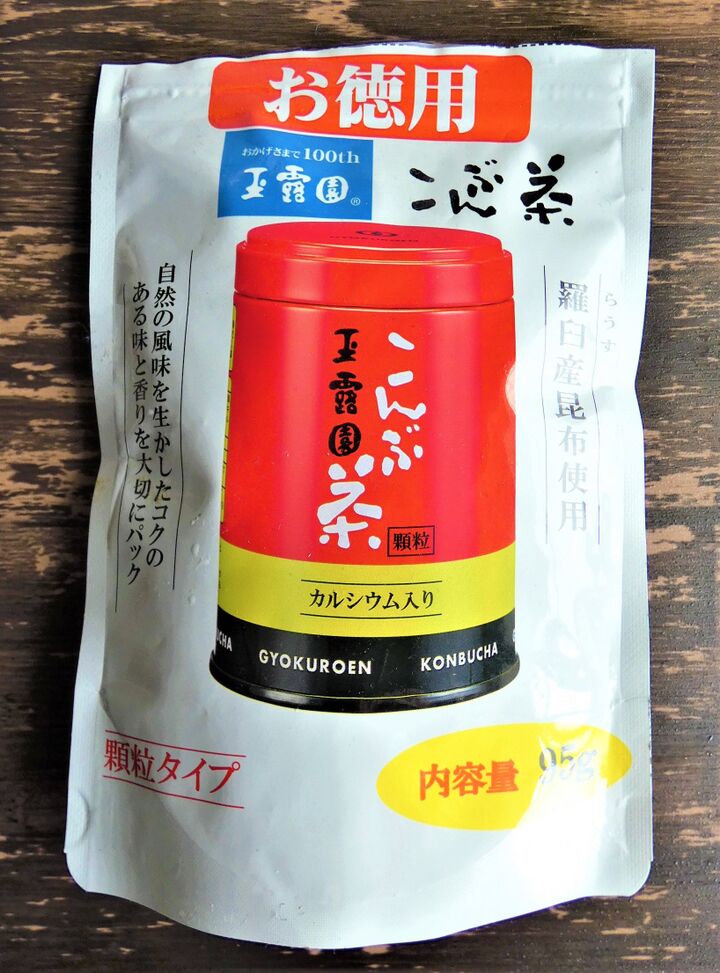 お徳用
おかげさまで100th
玉露園®
こんぶ茶
GYOKUROEN
らうす
羅臼産昆布使用
自然の風味を生かしたコクの
ある味と香りを大切にパック
こんぶ茶
玉露園
顆粒
カルシウム入り
UCHA GYOKUROEN KONBUCHA G
顆粒タイプ
内容量 95g